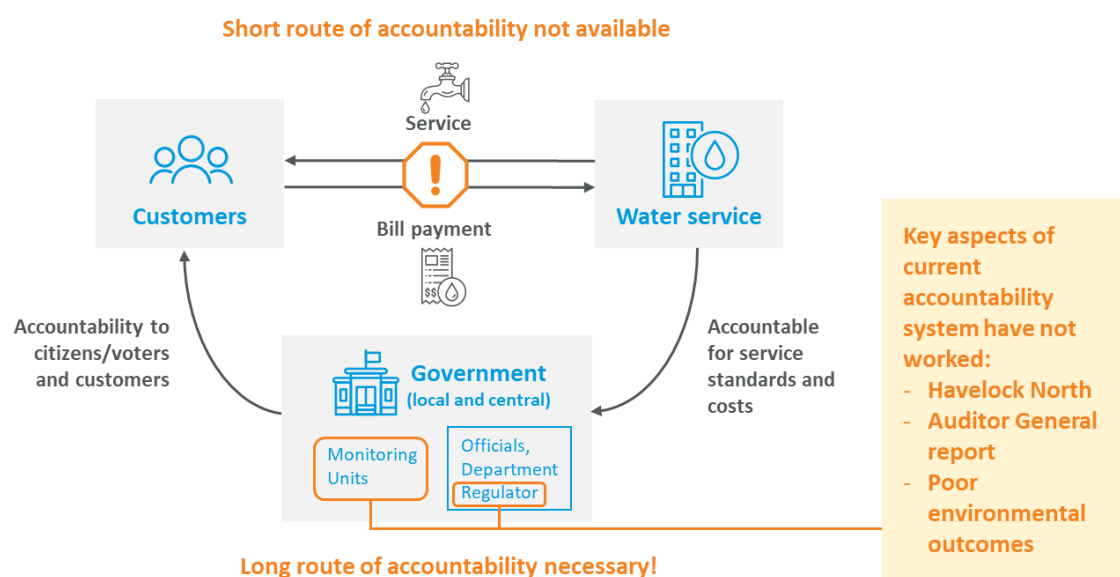 Short route of accountability not available
Service
Customers
Bill payment
$$
Water service
Accountability to
citizens/voters
and customers
Government
(local and central)
Monitoring
Units
Officials,
Department
Regulator
Accountable
for service
standards and
costs
Key aspects of
current
accountability
system have not
worked:
- Havelock North
- Auditor General
report
- Poor
environmental
outcomes
Long route of accountability necessary!